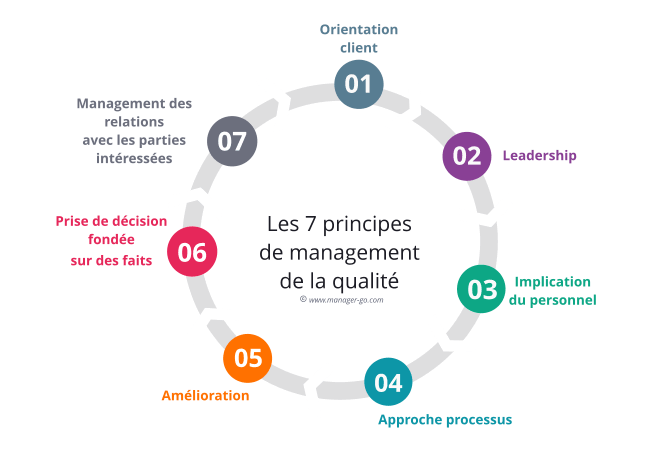 Orientation
client
01
02
Leadership
03
Implication
du personnel
04
Approche processus
05
Amélioration
06
Prise de décision
fondée
sur des faits
07
Management des
relations
avec les parties
intéressées
Les 7 principes
de management
de la qualité
© www.manager-go.com